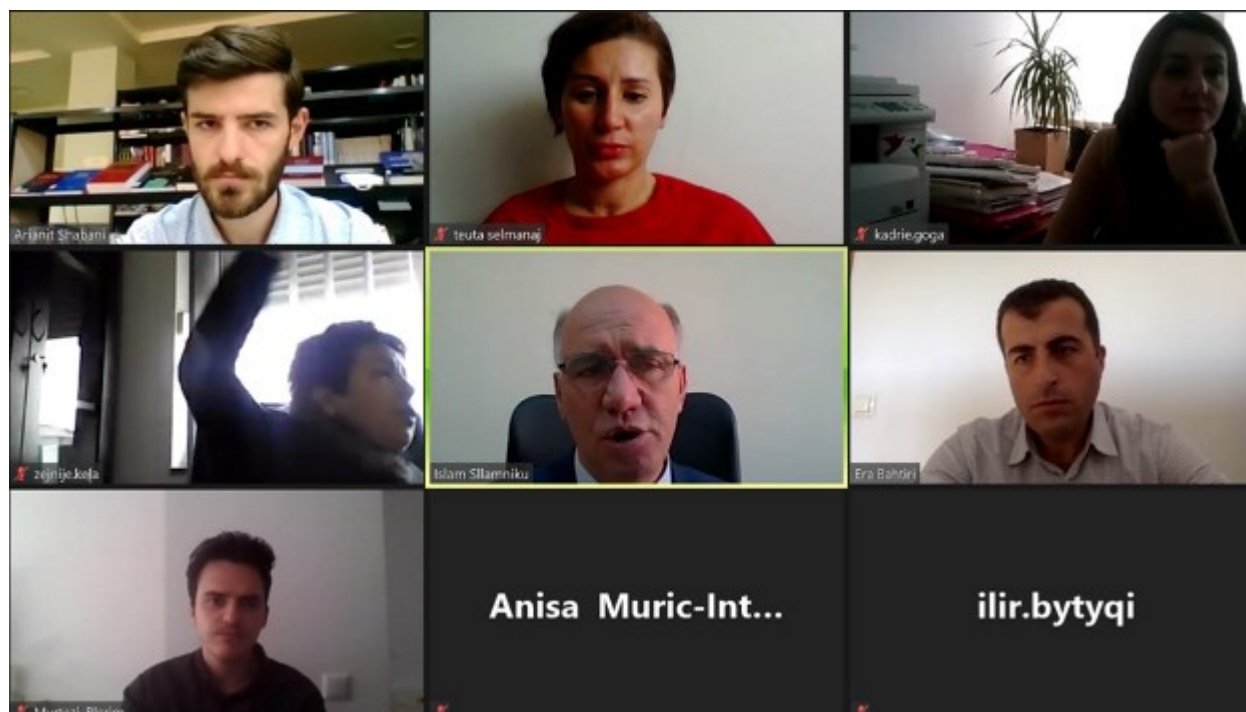 Arianit Shabani
teuta selmanaj
kadrie.goga
zejnije.kela
Islam Sllamniku
Era Bahtiri
Anisa Muric-Int...
ilir.bytyqi